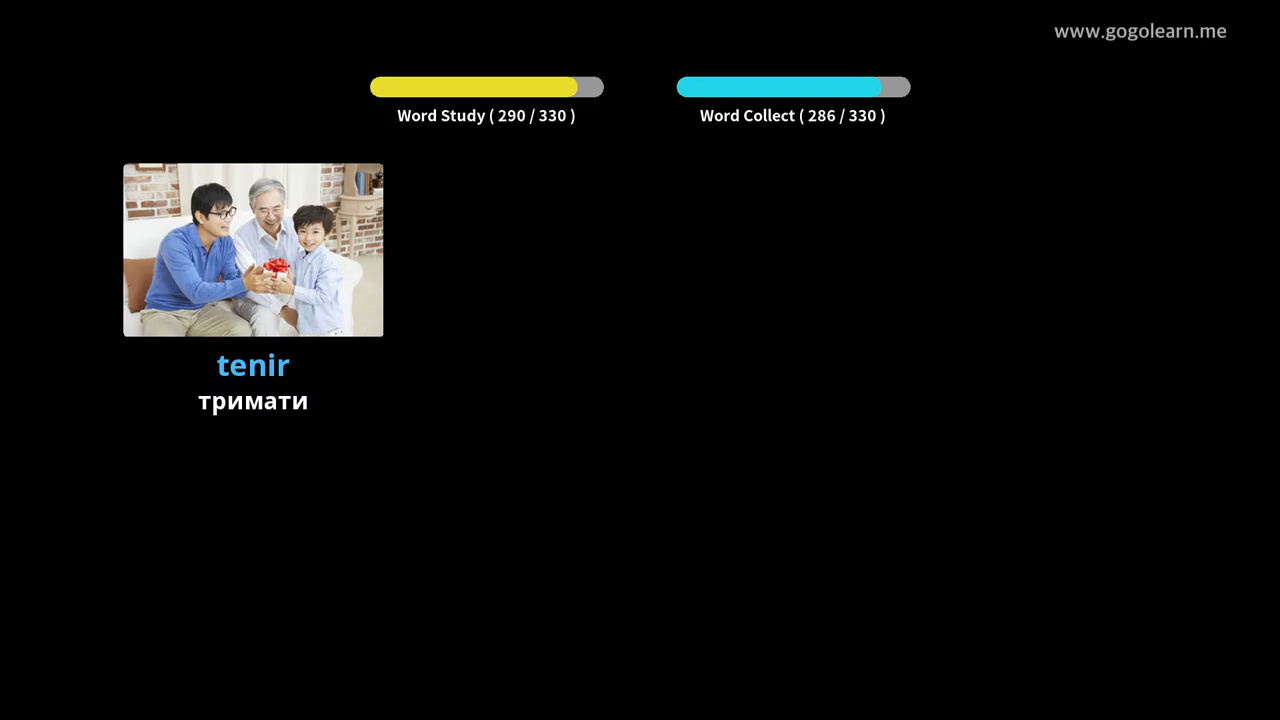 www.gogolearn.me
Word Study ( 290 / 330 )
Word Collect ( 286 / 330 )
tenir
тримати